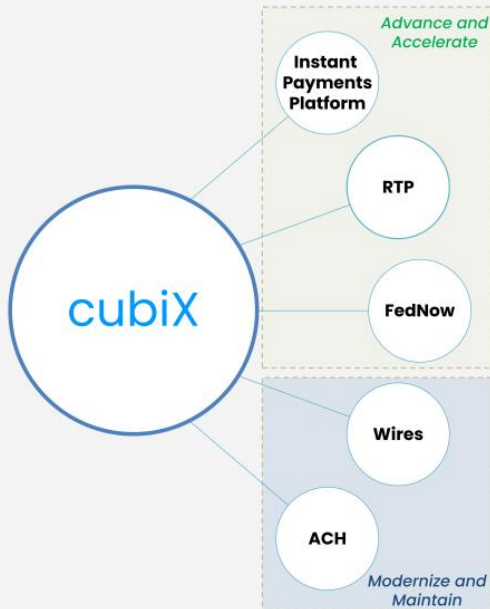 Advance and
Accelerate
Instant
Payments
Platform
RTP
cubiX
FedNow
Wires
ACH
Modernize and
Maintain